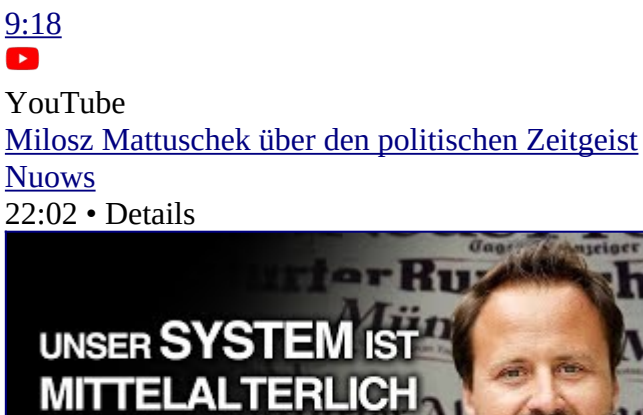 9:18
YouTube
Milosz Mattuschek über den politischen Zeitgeist
Nuows
22:02 • Details
UNSER SYSTEM IST
MITTELALTERLICH